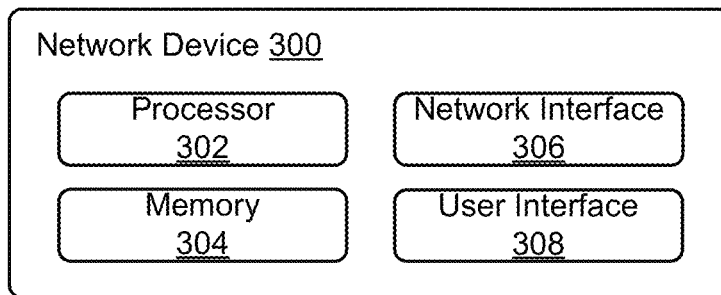 Network Device 300
Processor
302
Network Interface
306
Memory
304
User Interface
308